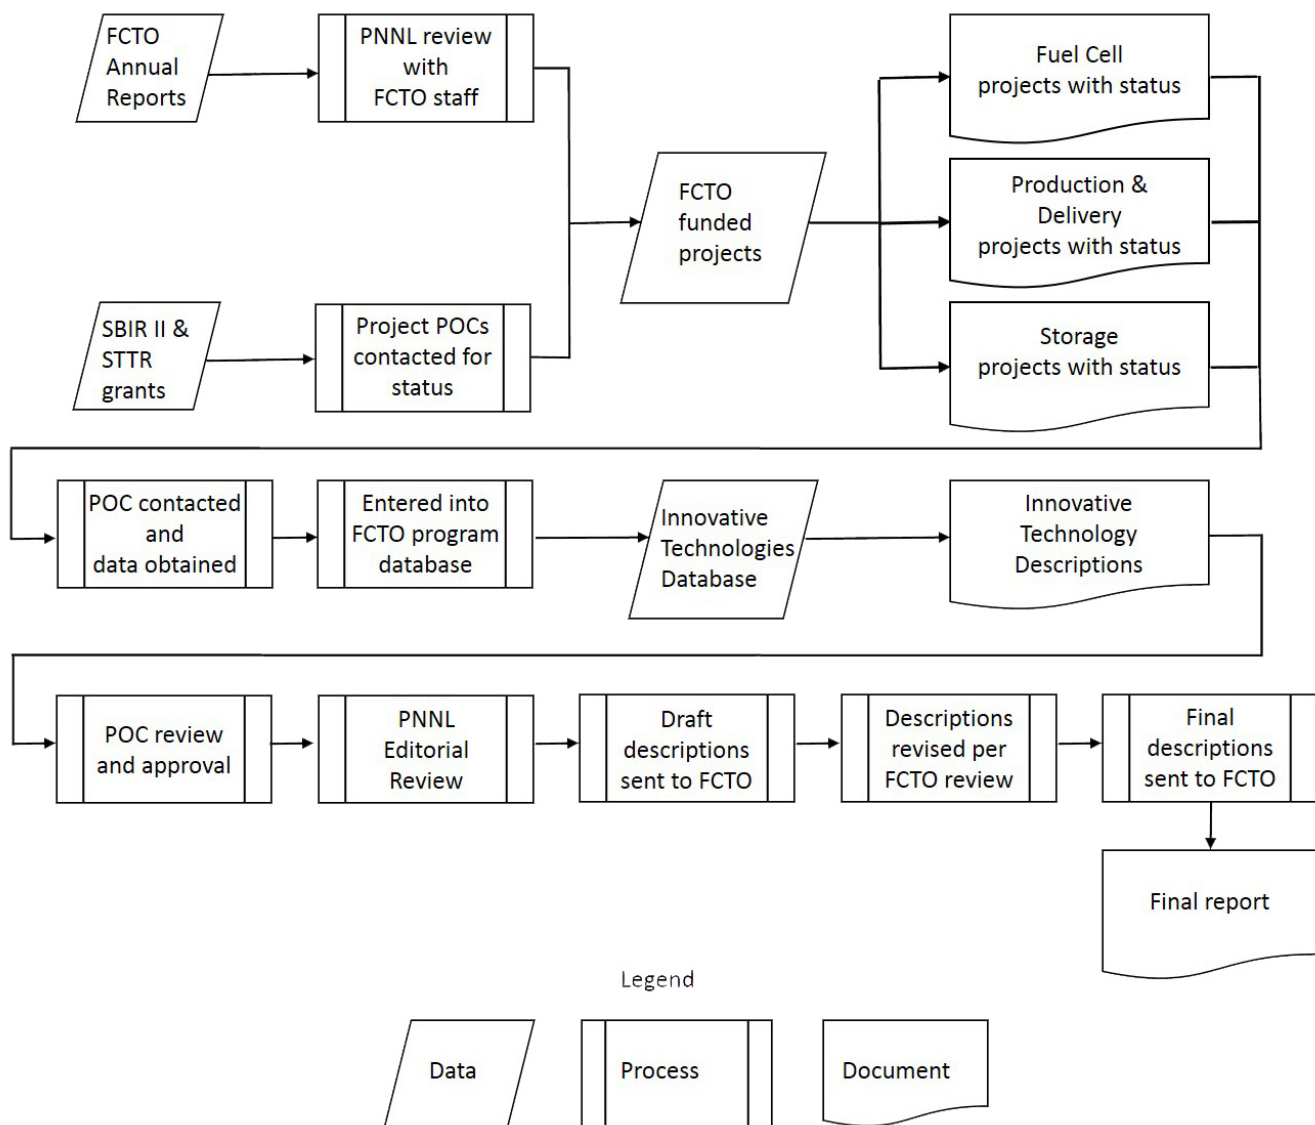 FCTO
Annual
Reports
PNNL review
with
FCTO staff
Fuel Cell
projects with status
FCTO
funded
projects
Production &
Delivery
projects with status
SBIR II &
STTR
grants
Project POCs
contacted for
status
Storage
projects with status
POC contacted
and
data obtained
Entered into
FCTO program
database
Innovative
Technologies
Database
Innovative
Technology
Descriptions
POC review
and approval
PNNL
Editorial
Review
Draft
descriptions
sent to FCTO
Descriptions
revised per
FCTO review
Final
descriptions
sent to FCTO
Final report
Legend
Data
Process
Document